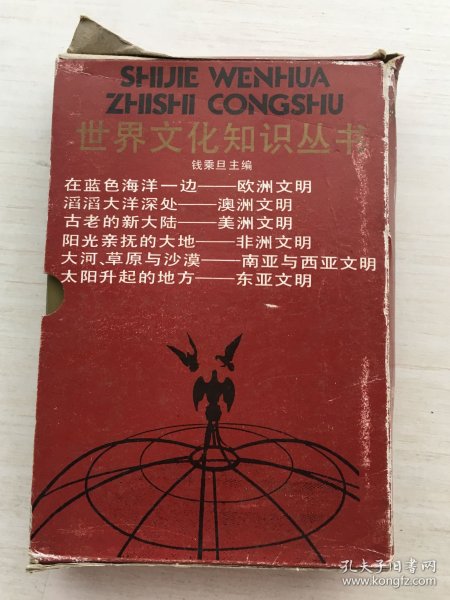 SHIJIE WENHUA
ZHISHI CONGSHU
世界文化知识丛书
钱乘旦主编
在蓝色海洋一边——欧洲文明
滔滔大洋深处——澳洲文明
古老的新大陆——美洲文明
阳光亲抚的大地——非洲文明
大河、草原与沙漠——南亚与西亚文明
太阳升起的地方——东亚文明
孔夫子旧书网
www.kongfz.com